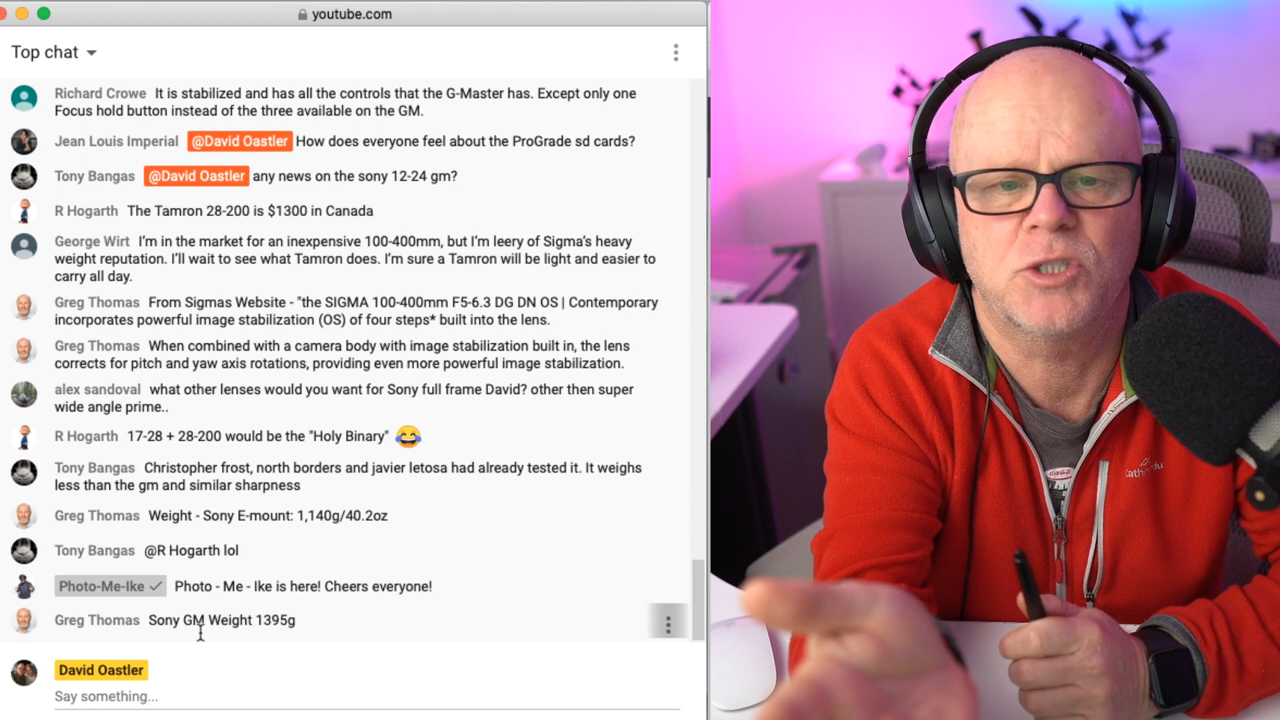 youtube.com
Top chat
Richard Crowe It is stabilized and has all the controls that the G-Master has. Except only one
Focus hold button instead of the three available on the GM.
Jean Louis Imperial @David Oastler How does everyone feel about the ProGrade sd cards?
Tony Bangas @David Oastler any news on the sony 12-24 gm?
R Hogarth The Tamron 28-200 is $1300 in Canada
George Wirt I'm in the market for an inexpensive 100-400mm, but I'm leery of Sigma's heavy
weight reputation. I'll wait to see what Tamron does. I'm sure a Tamron will be light and easier to
carry all day.
Greg Thomas From Sigmas Website - "the SIGMA 100-400mm F5-6.3 DG DN OS | Contemporary
incorporates powerful image stabilization (OS) of four steps* built into the lens.
Greg Thomas When combined with a camera body with image stabilization built in, the lens
corrects for pitch and yaw axis rotations, providing even more powerful image stabilization.
alex sandoval what other lenses would you want for Sony full frame David? other then super
wide angle prime..
R Hogarth 17-28 + 28-200 would be the "Holy Binary" 😂
Tony Bangas Christopher frost, north borders and javier letosa had already tested it. It weighs
less than the gm and similar sharpness
Greg Thomas Weight - Sony E-mount: 1,140g/40.2oz
Tony Bangas @R Hogarth lol
Photo-Me-Ike ✓ Photo - Me - Ike is here! Cheers everyone!
Greg Thomas Sony GM Weight 1395g
David Oastler
Say something...